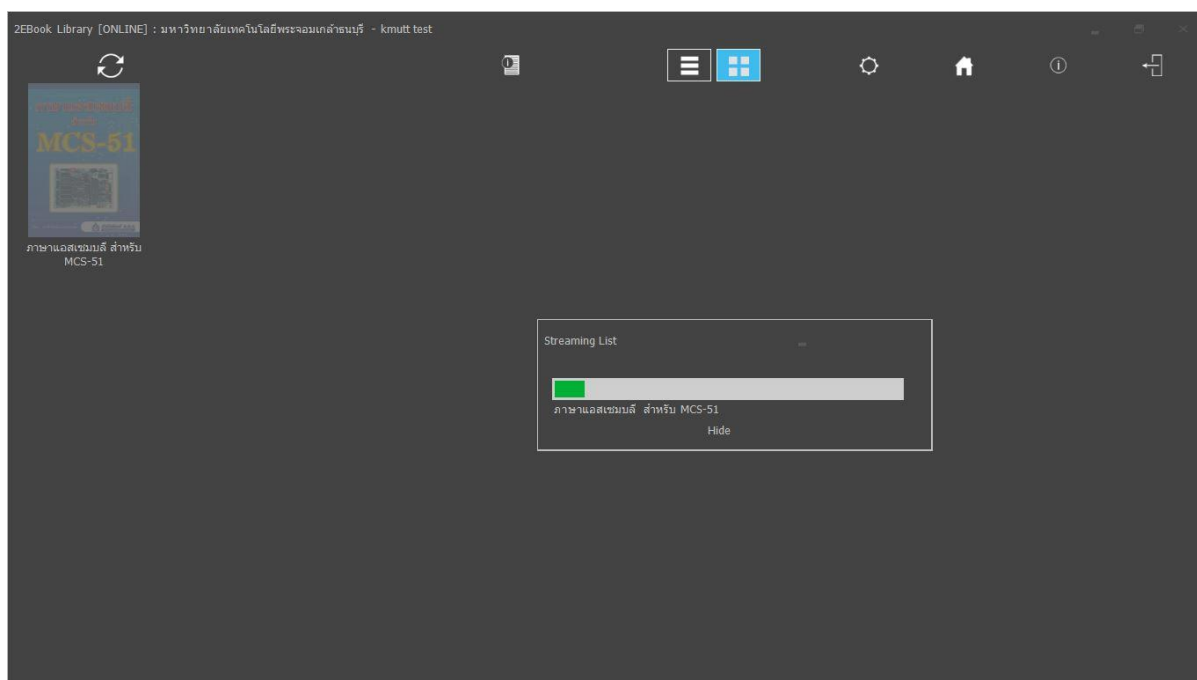 2EBook Library [ONLINE] : มหาวิทยาลัยเทคโนโลยีพระจอมเกล้าธนบุรี - kmutt test
MCS-51
ภาษาแอสเซมบลี สำหรับ
MCS-51
Streaming List
ภาษาแอสเซมบลี สำหรับ MCS-51
Hide